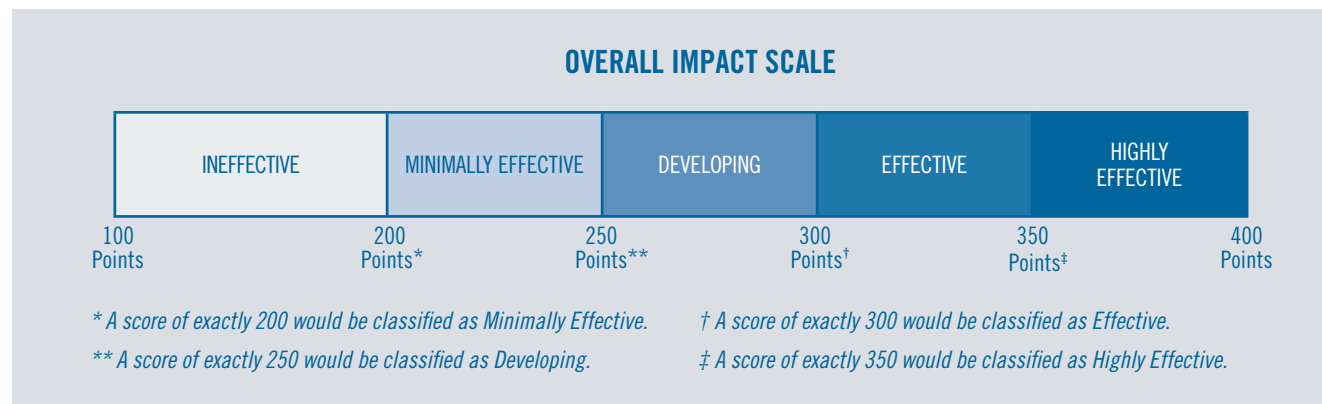 OVERALL IMPACT SCALE
INEFFECTIVE
MINIMALLY EFFECTIVE
DEVELOPING
EFFECTIVE
HIGHLY
EFFECTIVE
100
Points
200
Points*
250
Points**
300
Points†
350
Points‡
400
Points
* A score of exactly 200 would be classified as Minimally Effective.
** A score of exactly 250 would be classified as Developing.
† A score of exactly 300 would be classified as Effective.
‡ A score of exactly 350 would be classified as Highly Effective.